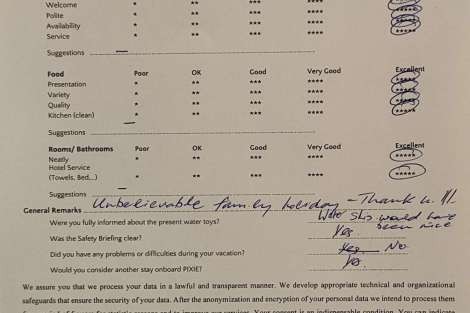 Welcome * ** *** **** *****
Polite * ** *** **** *****
Availability * ** *** **** *****
Service * ** *** **** *****
Suggestions
Food Poor OK Good Very Good Excellent
Presentation * ** *** **** *****
Variety * ** *** **** *****
Quality * ** *** **** *****
Kitchen (clean) * ** *** **** *****
Suggestions
Rooms/ Bathrooms Poor OK Good Very Good Excellent
Neatly * ** *** **** *****
Hotel Service
(Towels, Bed,..) * ** *** **** *****
Suggestions
General Remarks Unbelievable family holiday – Thank u !!!
Were you fully informed about the present water toys? would have
been nice
Was the Safety Briefing clear? Yes
Did you have any problems or difficulties during your vacation? Yes No
Would you consider another stay onboard PIXIE? Yes.
We assure you that we process your data in a lawful and transparent manner. We develop appropriate technical and organizational
safeguards that ensure the security of your data. After the anonymization and encryption of your personal data we intend to process them